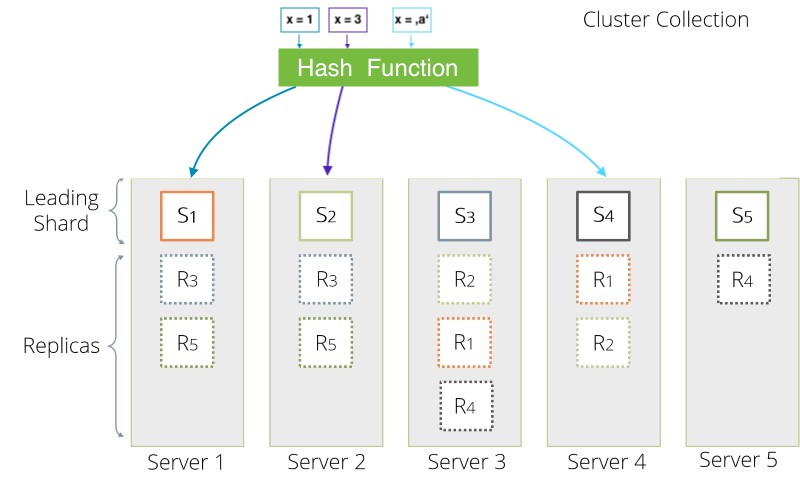 Cluster Collection
x = 1
x = 3
x = ‚a‘
Hash Function
Leading
Shard
S1
S2
S3
S4
S5
R3
R3
R2
R1
R4
Replicas
R5
R5
R1
R2
R4
Server 1
Server 2
Server 3
Server 4
Server 5